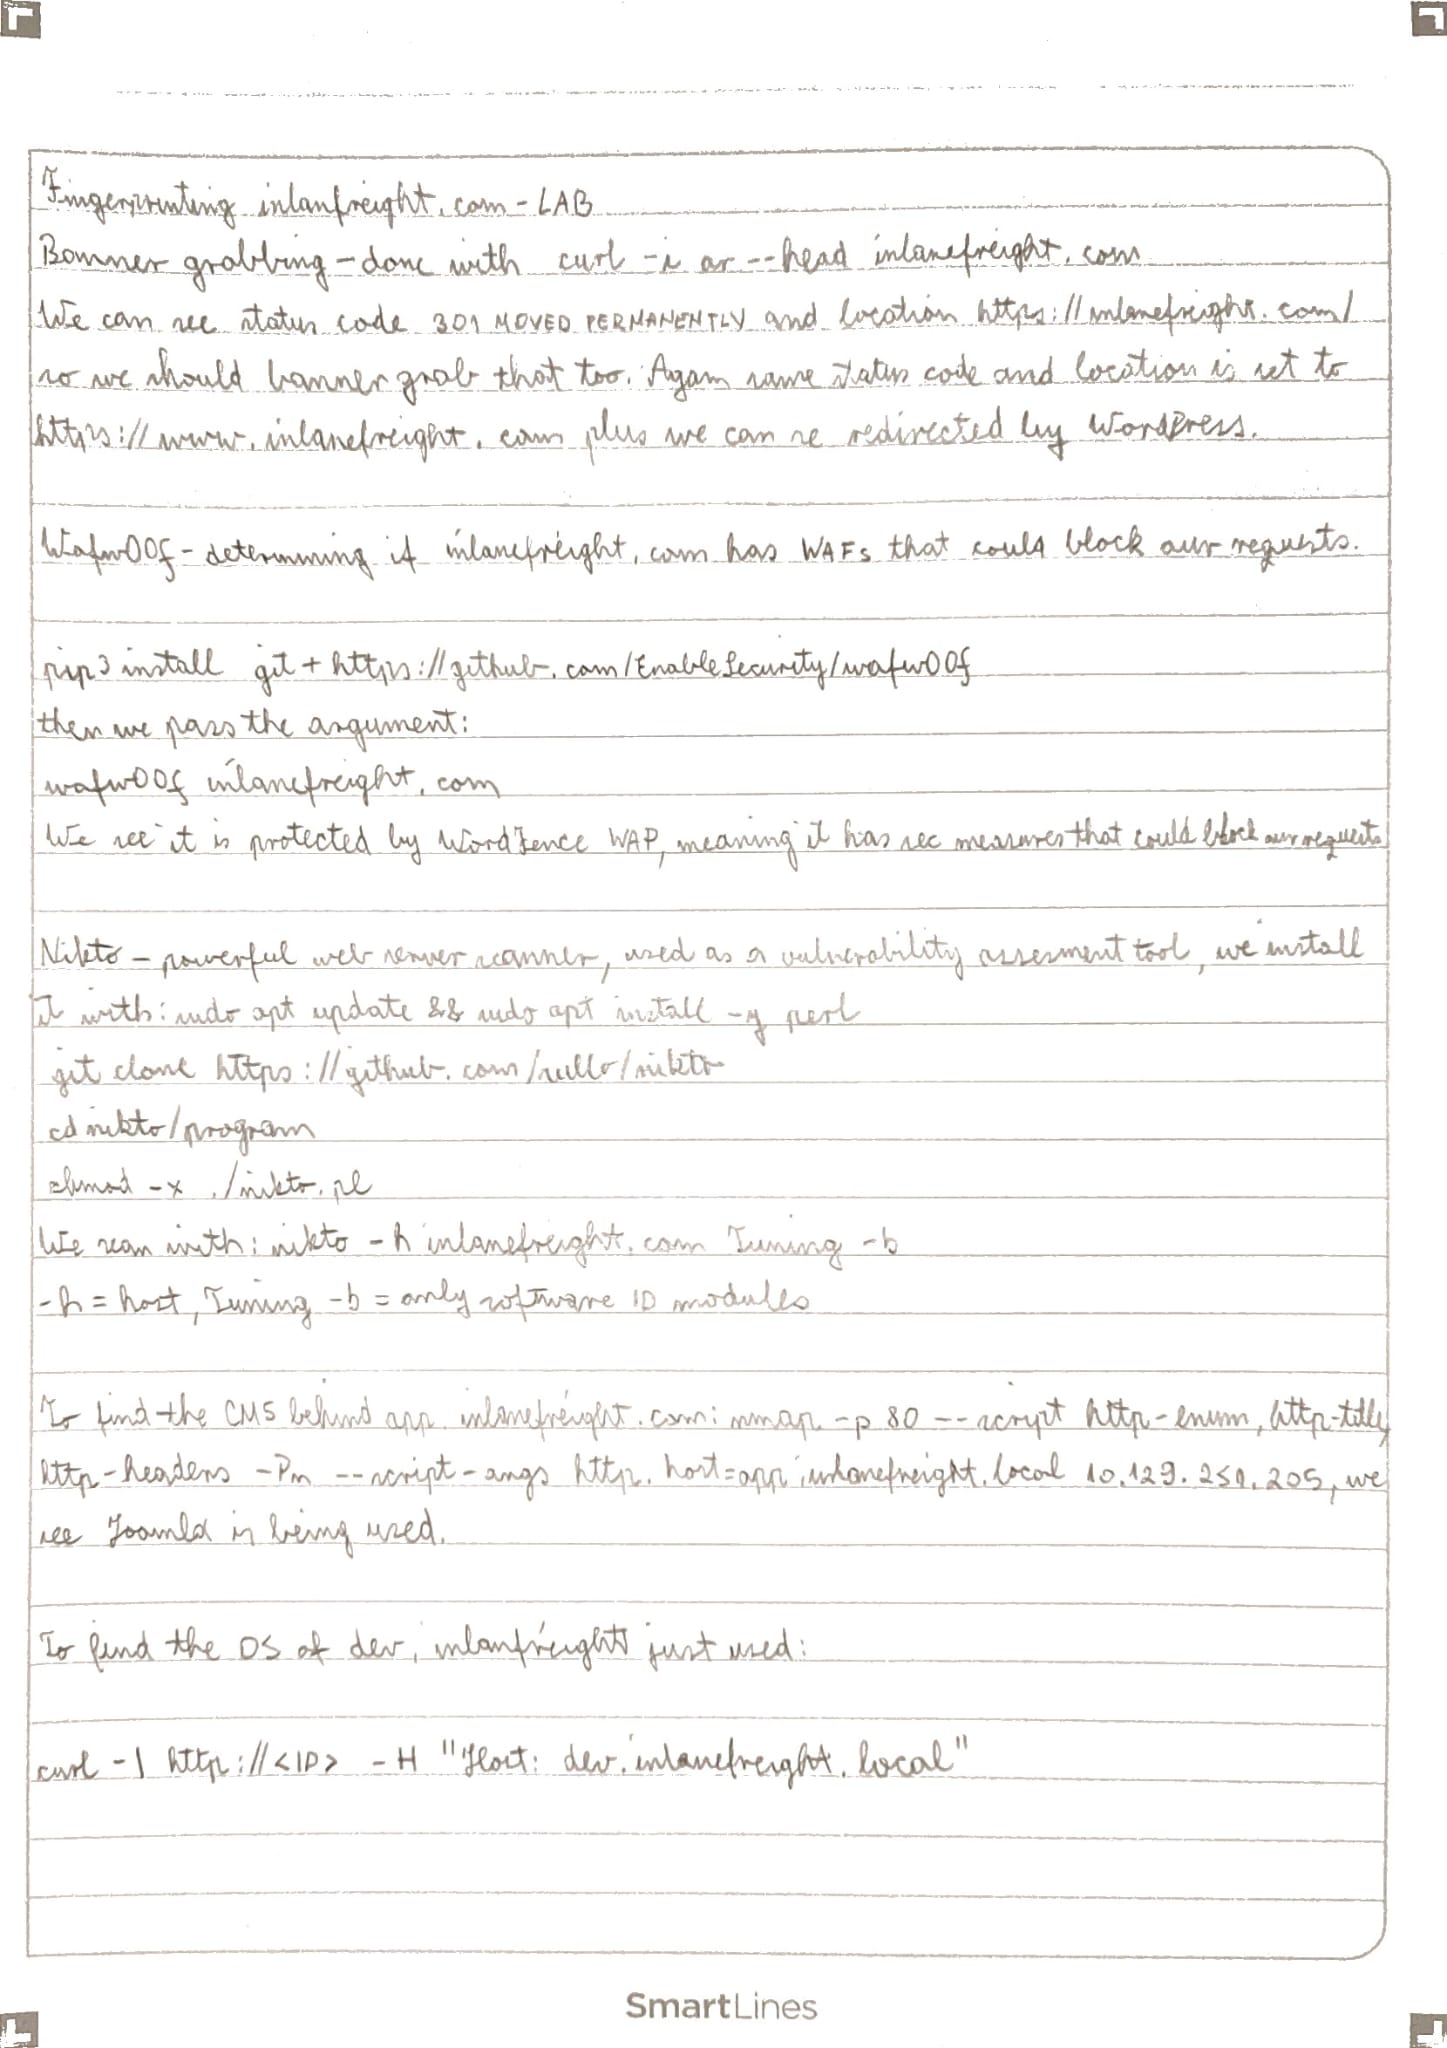 Fingerprinting inlanfreight.com - LAB
Banner grabbing - done with curl -i or --head inlanefreight.com
We can see status code 301 MOVED PERMANENTLY and location https://inlanefreight.com/
so we should banner grab that too. Again same status code and location is set to
https://www.inlanefreight.com plus we can se redirected by WordPress.
Wafw00f - determining if inlanefreight.com has WAFs that could block our requests.
pip3 install git+https://github.com/EnableSecurity/wafw00f
then we pass the argument:
wafw00f inlanefreight.com
We see it is protected by Wordfence WAP, meaning it has sec measures that could block our requests
Nikto - powerful web server scanner, used as a vulnerability assesment tool, we install
it with: sudo apt update && sudo apt install -y perl
git clone https://github.com/sullo/nikto
cd nikto/program
chmod -x ./nikto.pl
We scan with: nikto -h inlanefreight.com Tuning -b
-h = host, Tuning -b = only software ID modules
To find the CMS behind app.inlanefreight.com: nmap -p 80 --script http-enum, http-title,
http-headers -Pn --script-args http.host=app.inlanefreight.local 10.129.251.205, we
see Joomla is being used.
To find the OS of dev.inlanfreight just used:
curl -I http://<IP> -H "Host: dev.inlanefreight.local"
SmartLines